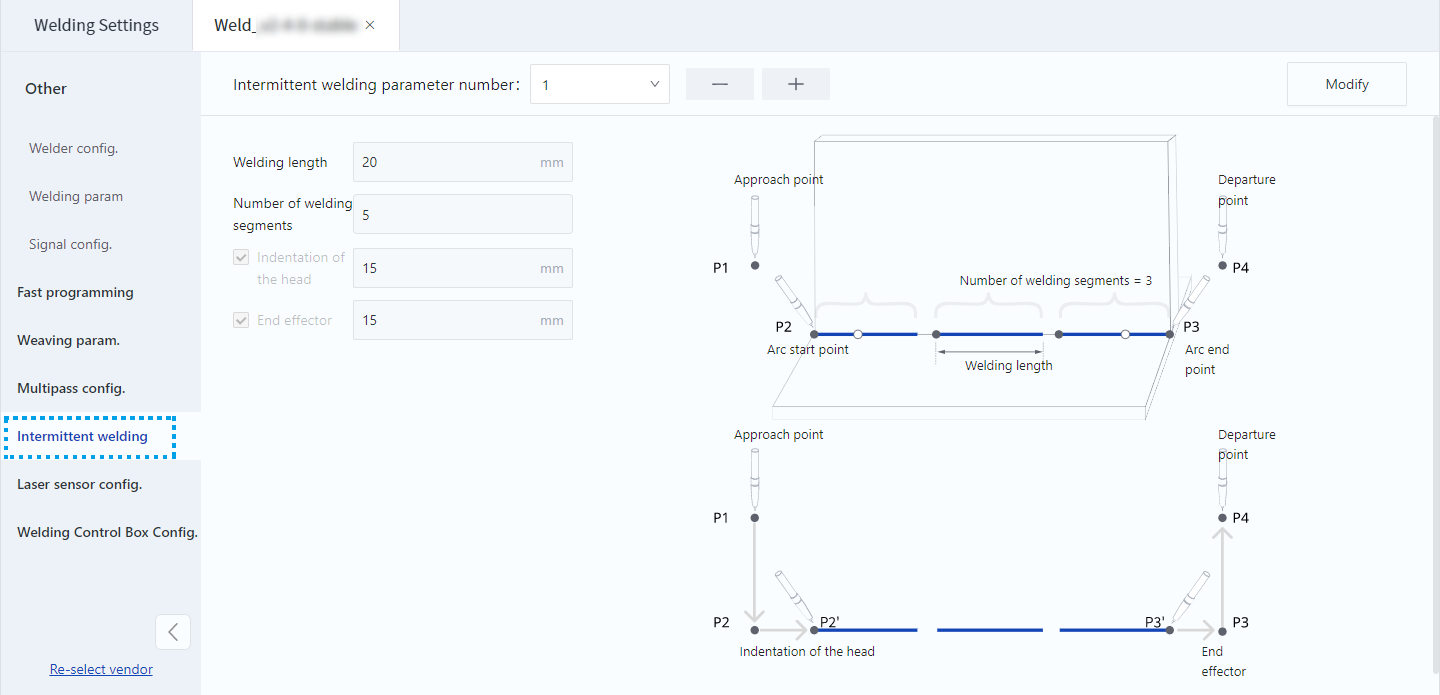 Welding Settings
Weld_
Other
Welder config.
Welding param
Signal config.
Fast programming
Weaving param.
Multipass config.
Intermittent welding
Laser sensor config.
Welding Control Box Config.
Re-select vendor
Intermittent welding parameter number:
1
Modify
Welding length
20
mm
Number of welding
segments
5
Indentation of
the head
15
mm
End effector
15
mm
Approach point
Departure
point
P1
P4
Number of welding segments = 3
P2
P3
Arc start point
Arc end
point
Welding length
Approach point
Departure
point
P1
P4
P2
P2'
P3'
P3
Indentation of the head
End
effector